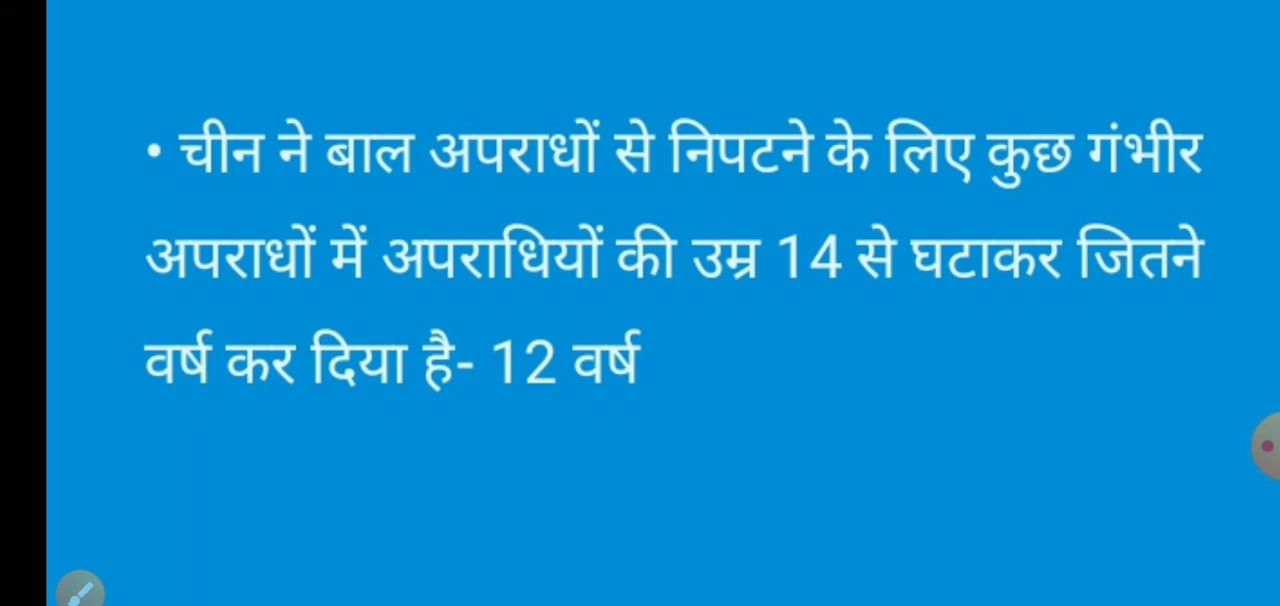 • चीन ने बाल अपराधों से निपटने के लिए कुछ गंभीर
अपराधों में अपराधियों की उम्र 14 से घटाकर जितने
वर्ष कर दिया है- 12 वर्ष